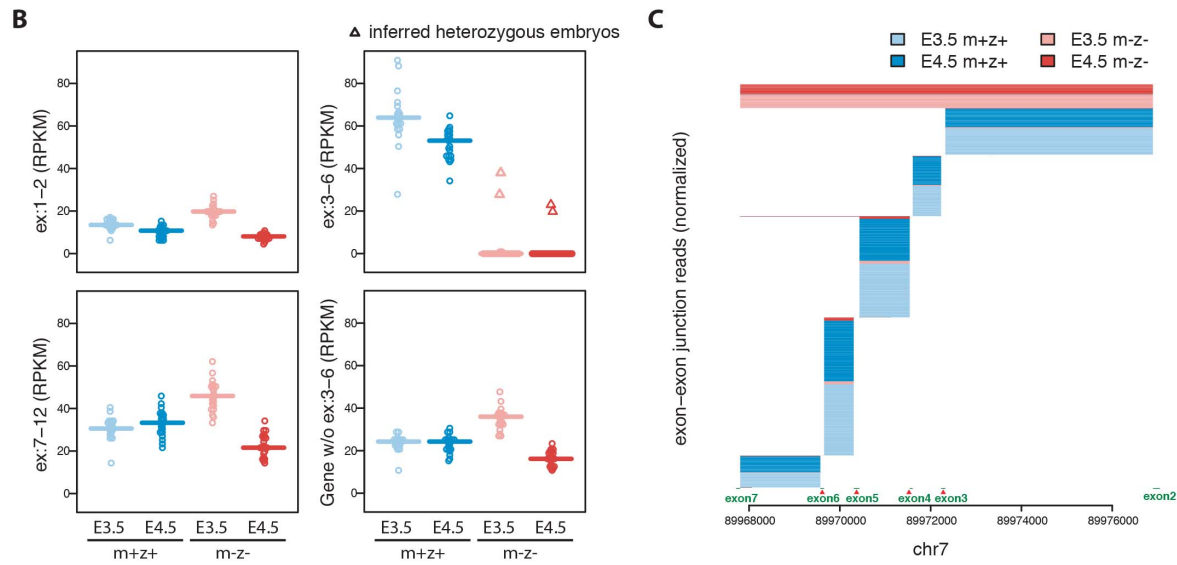 B
△ inferred heterozygous embryos
ex:1−2 (RPKM)
80
60
40
20
0
ex:3−6 (RPKM)
80
60
40
20
0
ex:7−12 (RPKM)
80
60
40
20
0
Gene w/o ex:3−6 (RPKM)
80
60
40
20
0
E3.5 E4.5 E3.5 E4.5
m+z+ m-z-
E3.5 E4.5 E3.5 E4.5
m+z+ m-z-
C
E3.5 m+z+ E3.5 m-z-
E4.5 m+z+ E4.5 m-z-
exon−exon junction reads (normalized)
exon7 exon6 exon5 exon4 exon3 exon2
89968000 89970000 89972000 89974000 89976000
chr7